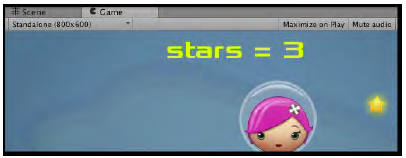 Scene Game
Standalone (800x600) Maximize on Play Mute audio
stars = 3